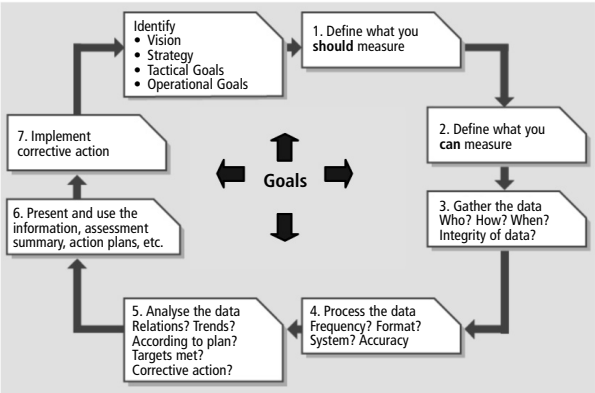 Identify
• Vision
• Strategy
• Tactical Goals
• Operational Goals
1. Define what you
should measure
2. Define what you
can measure
3. Gather the data
Who? How? When?
Integrity of data?
4. Process the data
Frequency? Format?
System? Accuracy
5. Analyse the data
Relations? Trends?
According to plan?
Targets met?
Corrective action?
6. Present and use the
information, assessment
summary, action plans, etc.
7. Implement
corrective action
Goals